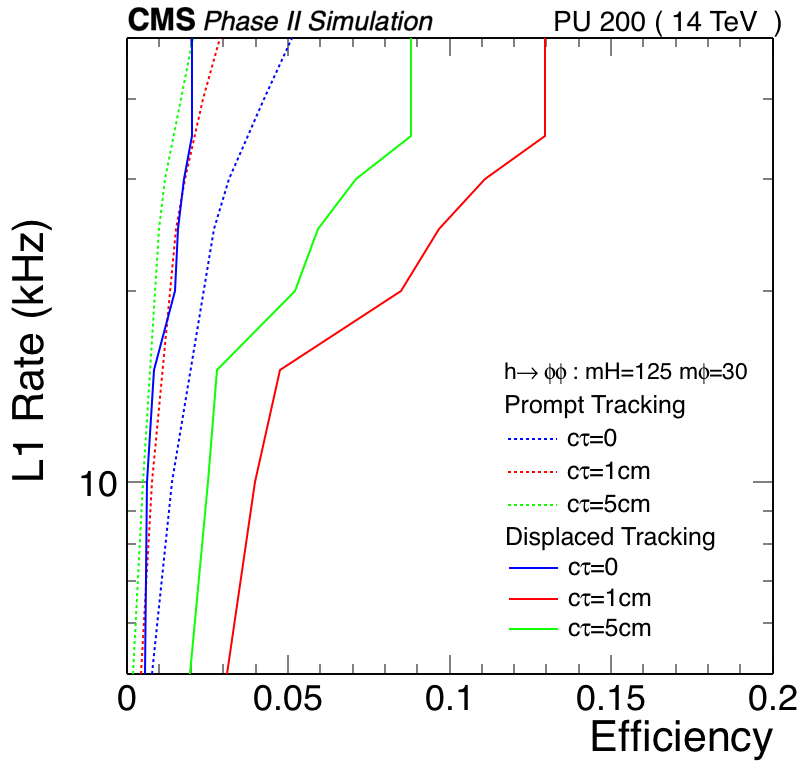 CMS Phase II Simulation PU 200 ( 14 TeV )
L1 Rate (kHz)
10
h→ ϕϕ : mH=125 mϕ=30
Prompt Tracking
cτ=0
cτ=1cm
cτ=5cm
Displaced Tracking
cτ=0
cτ=1cm
cτ=5cm
0 0.05 0.1 0.15 0.2
Efficiency